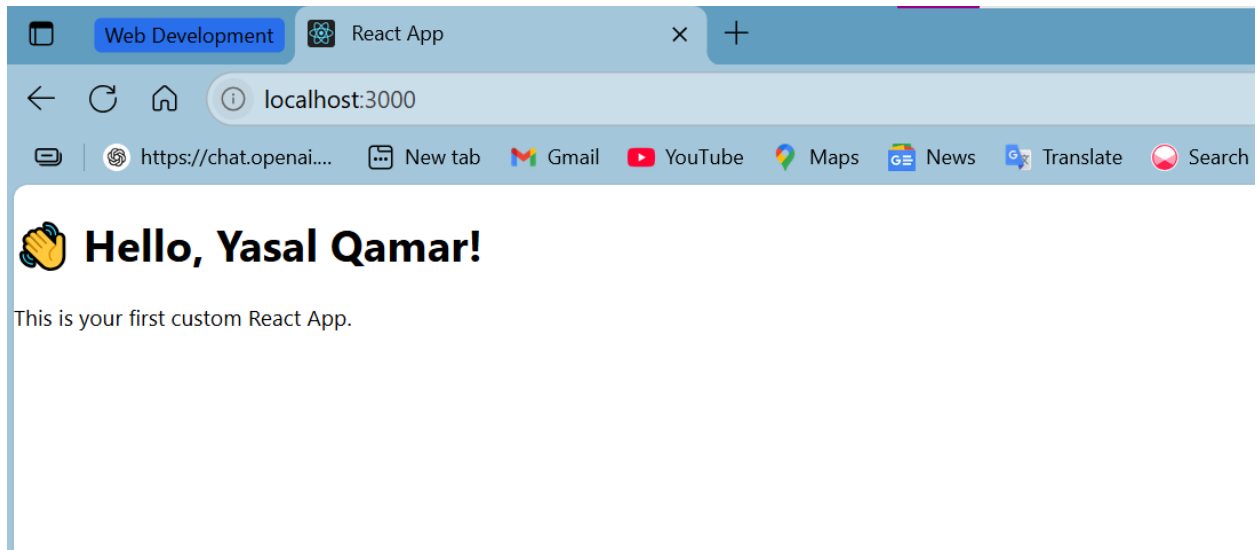 Web Development React App
localhost:3000
https://chat.openai.... New tab Gmail YouTube Maps GE News Translate Search
👋 Hello, Yasal Qamar!
This is your first custom React App.